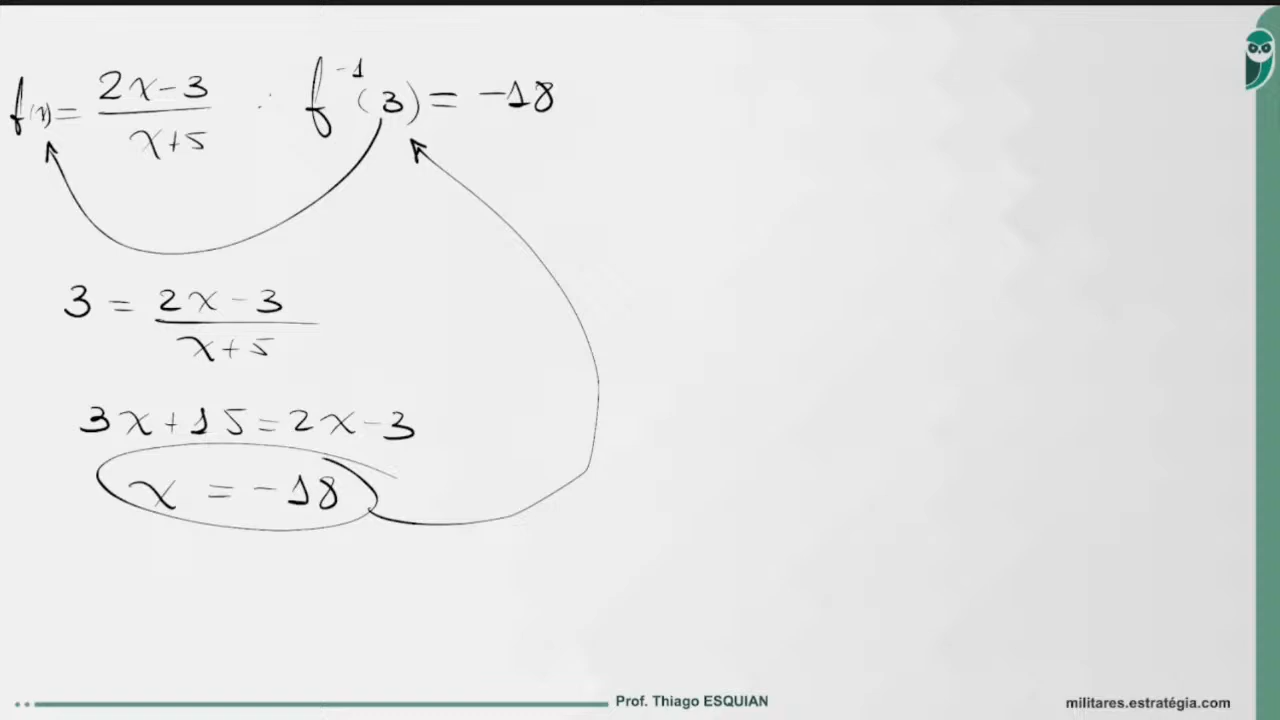 f(x) = 2x-3 / x+5 ∴ f⁻¹(3) = -18
3 = 2x-3 / x+5
3x+15=2x-3
x = -18
Prof. Thiago ESQUIAN
militares.estratégia.com